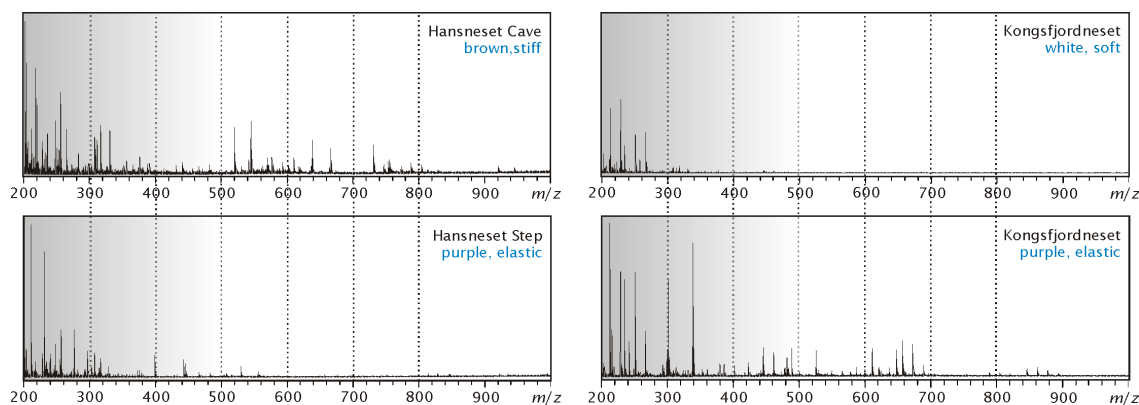 Hansneset Cave
brown,stiff
200 300 400 500 600 700 800 900 m/z
Kongsfjordneset
white, soft
200 300 400 500 600 700 800 900 m/z
Hansneset Step
purple, elastic
200 300 400 500 600 700 800 900 m/z
Kongsfjordneset
purple, elastic
200 300 400 500 600 700 800 900 m/z